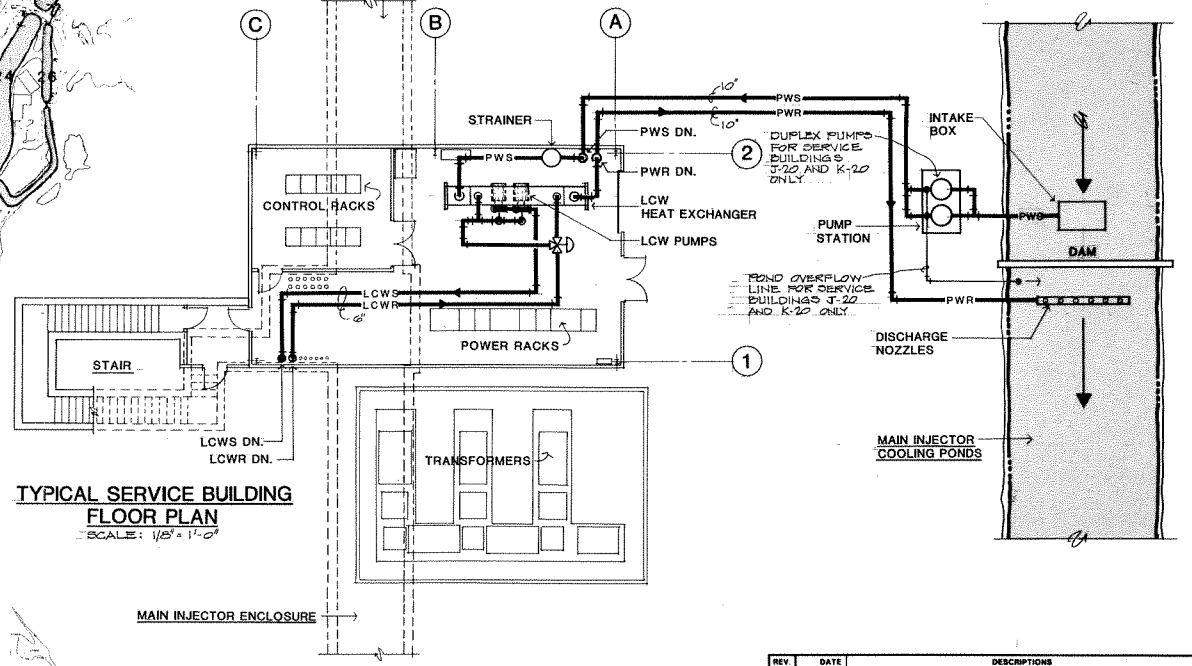 24
26
C
B
A
2
1
10"
10"
PWS
PWR
STRAINER
PWS DN.
PWS
PWR DN.
DUPLEX PUMPS
FOR SERVICE
BUILDINGS
J-20 AND K-20
ONLY
INTAKE
BOX
CONTROL RACKS
LCW
HEAT EXCHANGER
LCW PUMPS
PUMP
STATION
PWS
DAM
POND OVERFLOW
LINE FOR SERVICE
BUILDINGS J-20
AND K-20 ONLY
PWR
LCWS
LCWR
6"
POWER RACKS
DISCHARGE
NOZZLES
STAIR
LCWS DN.
LCWR DN.
TRANSFORMERS
MAIN INJECTOR
COOLING PONDS
TYPICAL SERVICE BUILDING
FLOOR PLAN
SCALE: 1/8" = 1'-0"
MAIN INJECTOR ENCLOSURE
REV. DATE DESCRIPTIONS